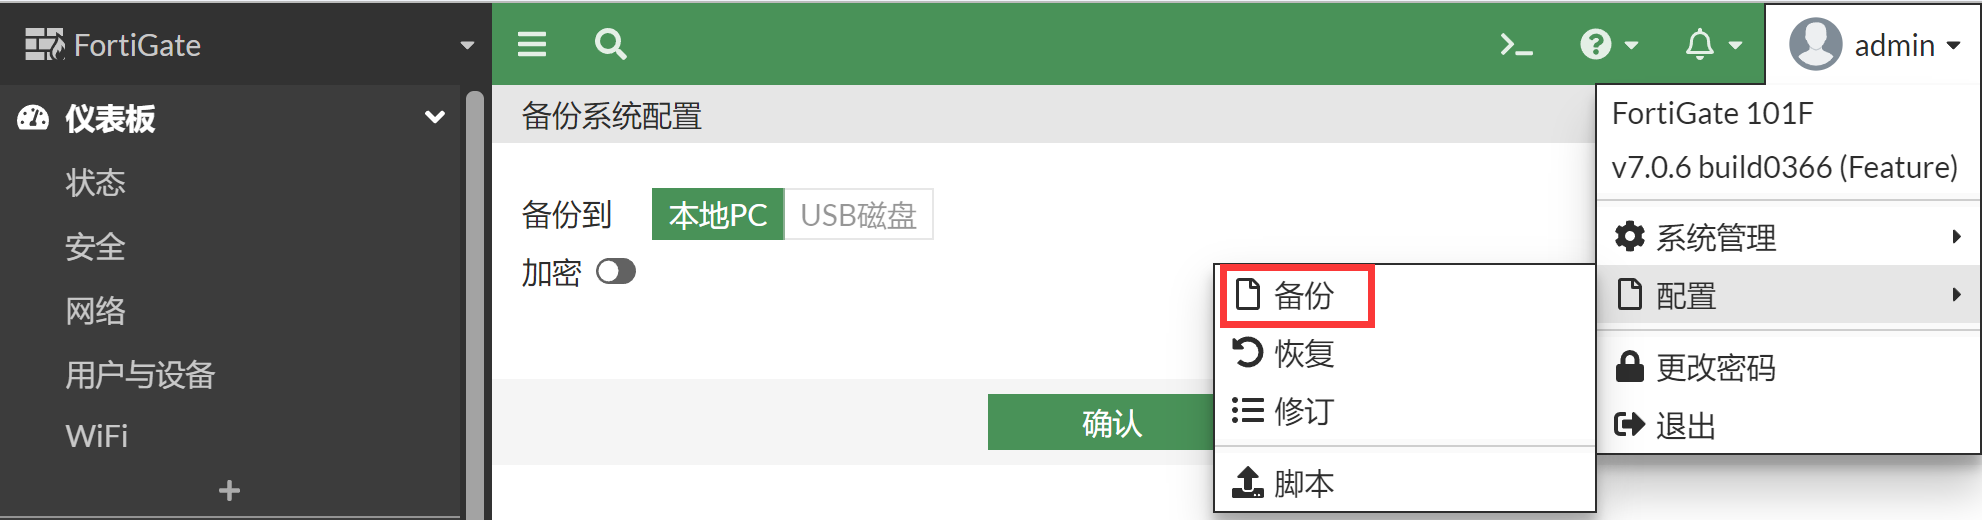 FortiGate
admin
仪表板
状态
安全
网络
用户与设备
WiFi
备份系统配置
备份到
本地PC
USB磁盘
加密
确认
FortiGate 101F
v7.0.6 build0366 (Feature)
系统管理
配置
更改密码
退出
备份
恢复
修订
脚本